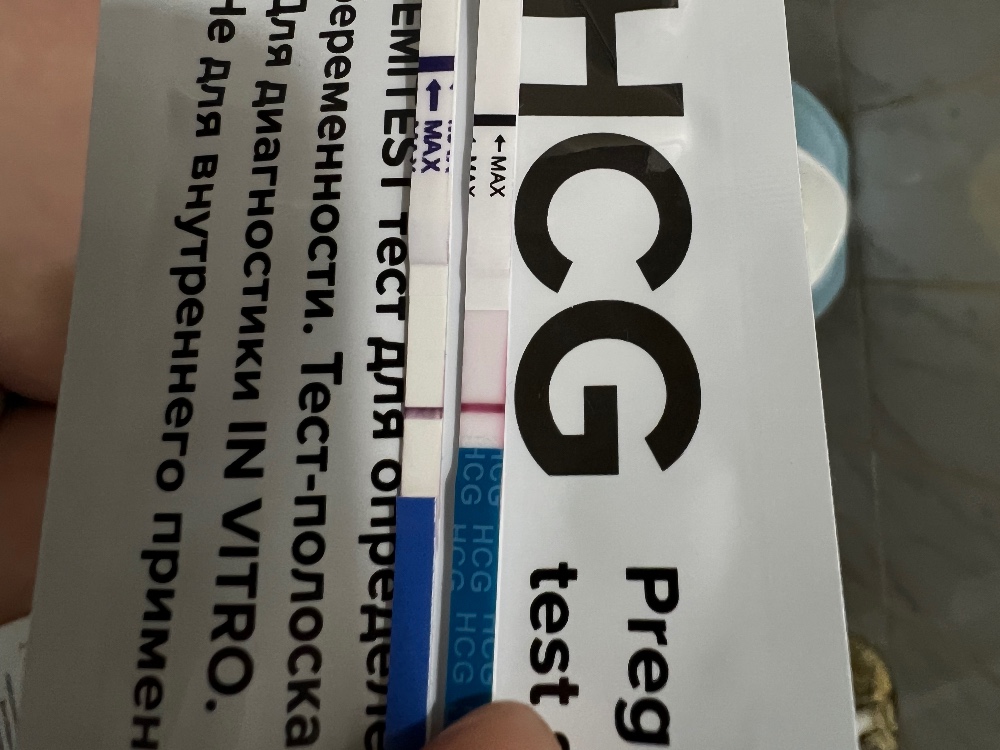 HCG
Preg
test
←MAX
HCG HCG HCG HCG
HCG HCG HCG
←MAX
EMITEST тест для определе
беременности. Тест-полоска
Для диагностики IN VITRO.
Не для внутреннего примен